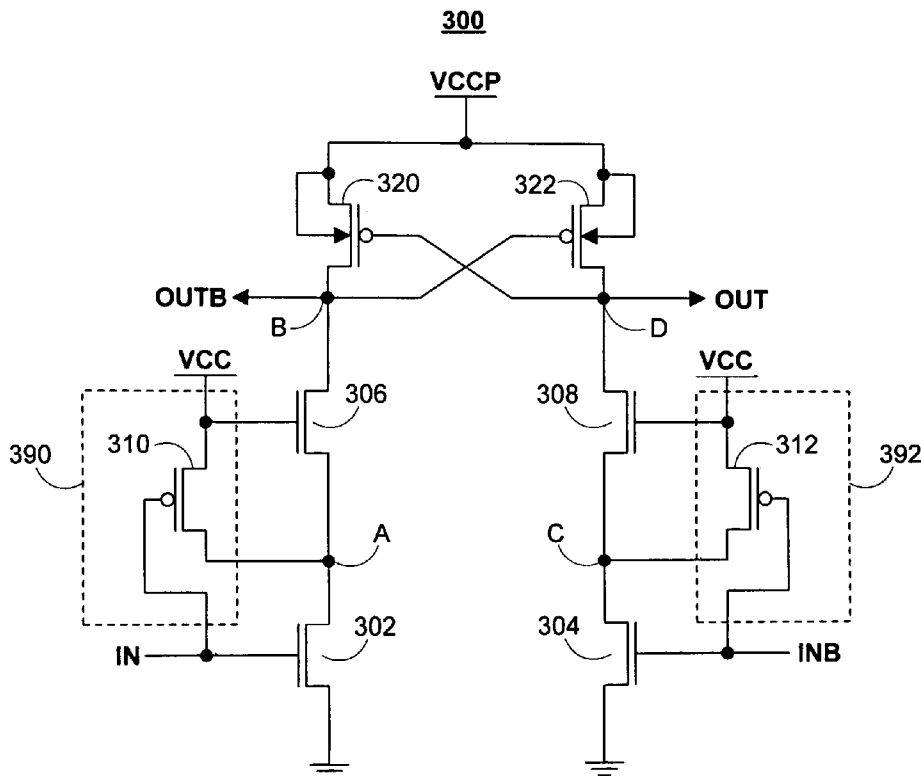 300
VCCP
320
322
OUTB
OUT
B
D
VCC
VCC
306
308
310
312
390
392
A
C
302
304
IN
INB